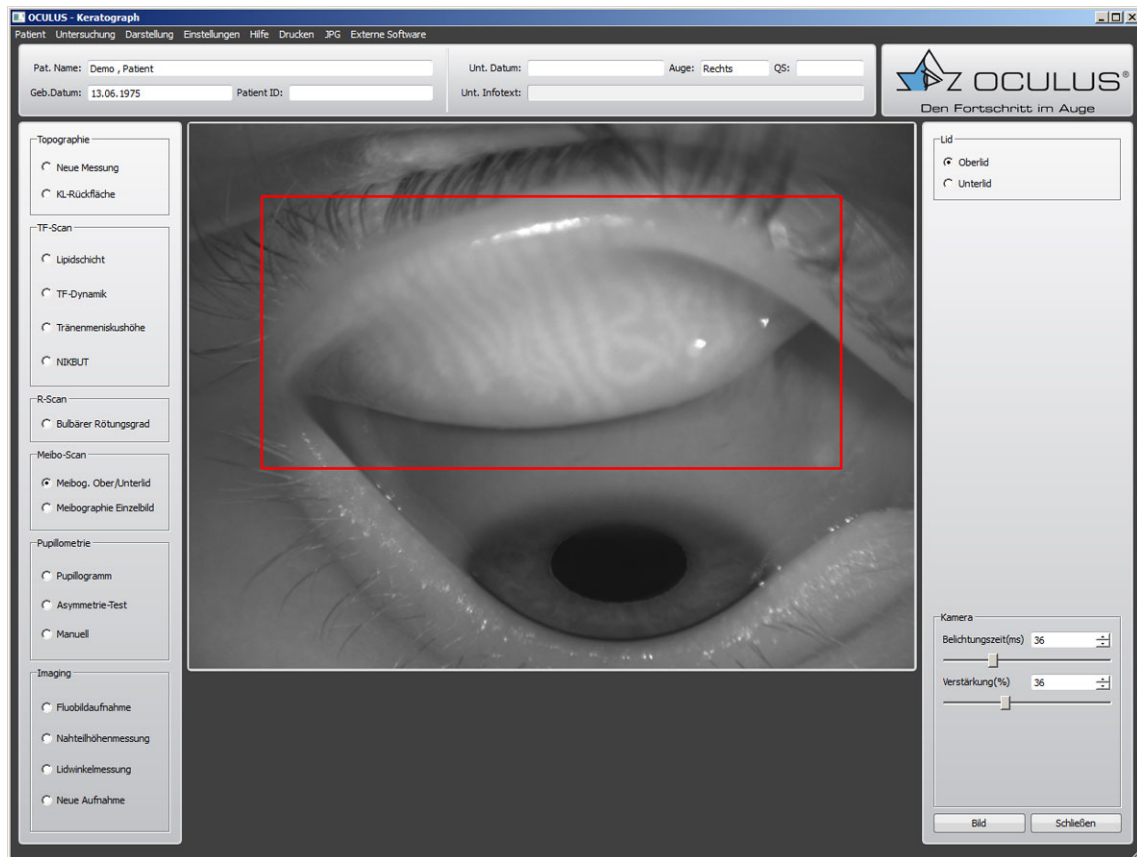 OCULUS - Keratograph
Patient Untersuchung Darstellung Einstellungen Hilfe Drucken JPG Externe Software
Pat. Name: Demo , Patient
Geb.Datum: 13.06.1975 Patient ID:
Unt. Datum: Auge: Rechts QS:
Unt. Infotext:
OCULUS®
Den Fortschritt im Auge
Topographie
Neue Messung
KL-Rückfläche
TF-Scan
Lipidschicht
TF-Dynamik
Tränenmeniskushöhe
NIKBUT
R-Scan
Bulbärer Rötungsgrad
Meibo-Scan
Meibog. Ober/Unterlid
Meibographie Einzelbild
Pupillometrie
Pupillogramm
Asymmetrie-Test
Manuell
Imaging
Fluobildaufnahme
Nahteilhöhenmessung
Lidwinkelmessung
Neue Aufnahme
Lid
Oberlid
Unterlid
Kamera
Belichtungszeit(ms) 36
Verstärkung(%) 36
Bild Schließen